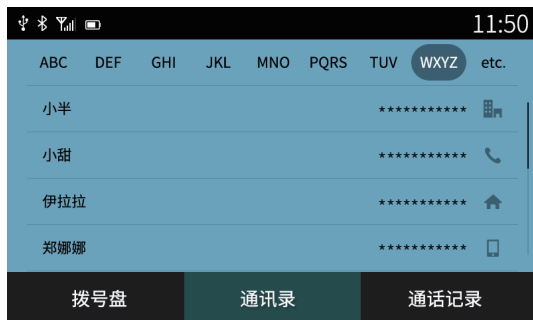 11:50
ABC DEF GHI JKL MNO PQRS TUV WXYZ etc.
小半 ***********
小甜 ***********
伊拉拉 ***********
郑娜娜 ***********
拨号盘 通讯录 通话记录